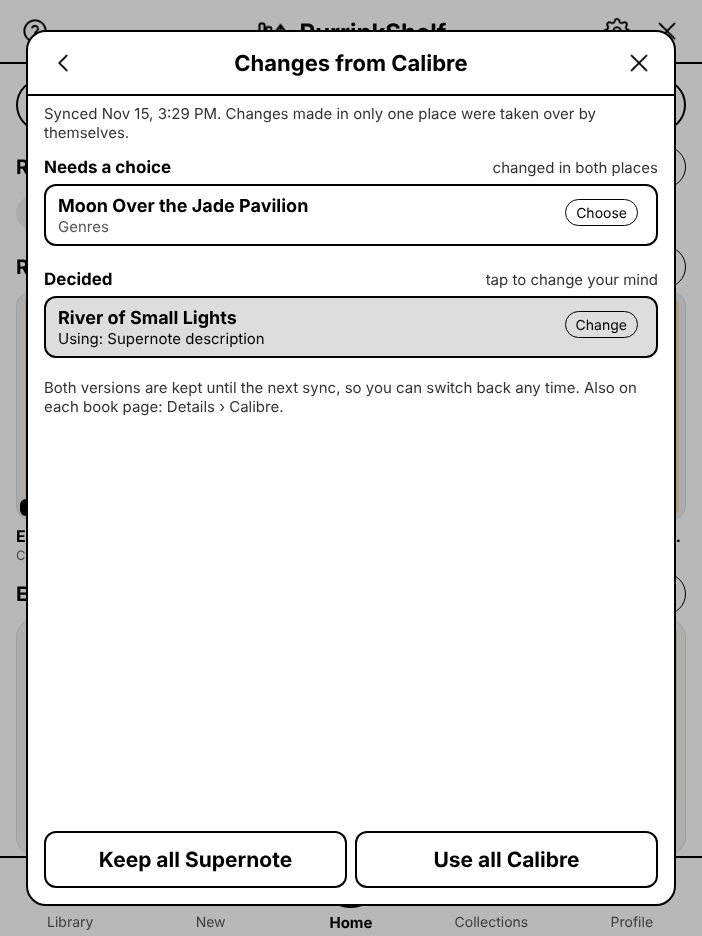 Changes from Calibre
Synced Nov 15, 3:29 PM. Changes made in only one place were taken over by
themselves.
Needs a choice
changed in both places
Moon Over the Jade Pavilion
Genres
Choose
Decided
tap to change your mind
River of Small Lights
Using: Supernote description
Change
Both versions are kept until the next sync, so you can switch back any time. Also on
each book page: Details › Calibre.
Keep all Supernote
Use all Calibre
Library
New
Home
Collections
Profile